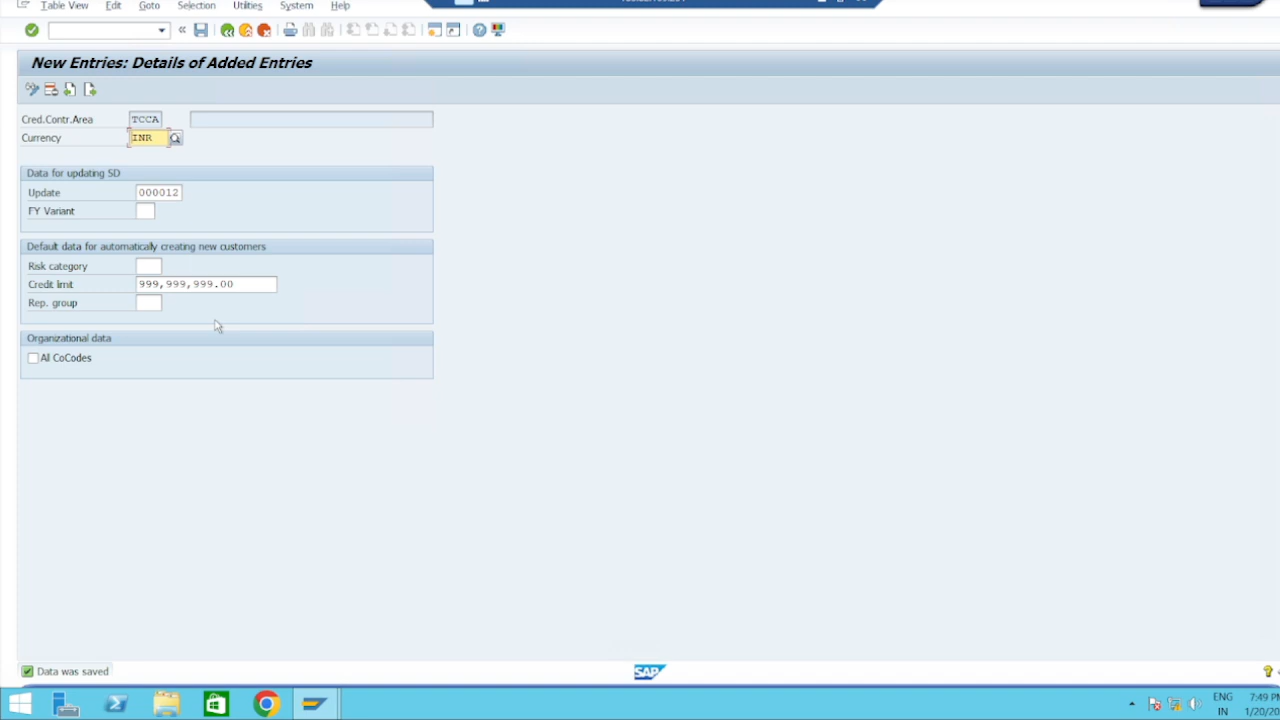 Table View Edit Goto Selection Utilities System Help
New Entries: Details of Added Entries
Cred.Contr.Area TCCA
Currency INR
Data for updating SD
Update 000012
FY Variant
Default data for automatically creating new customers
Risk category
Credit limit 999,999,999.00
Rep. group
Organizational data
All CoCodes
Data was saved
SAP
ENG 7:49 PM
IN 1/20/20